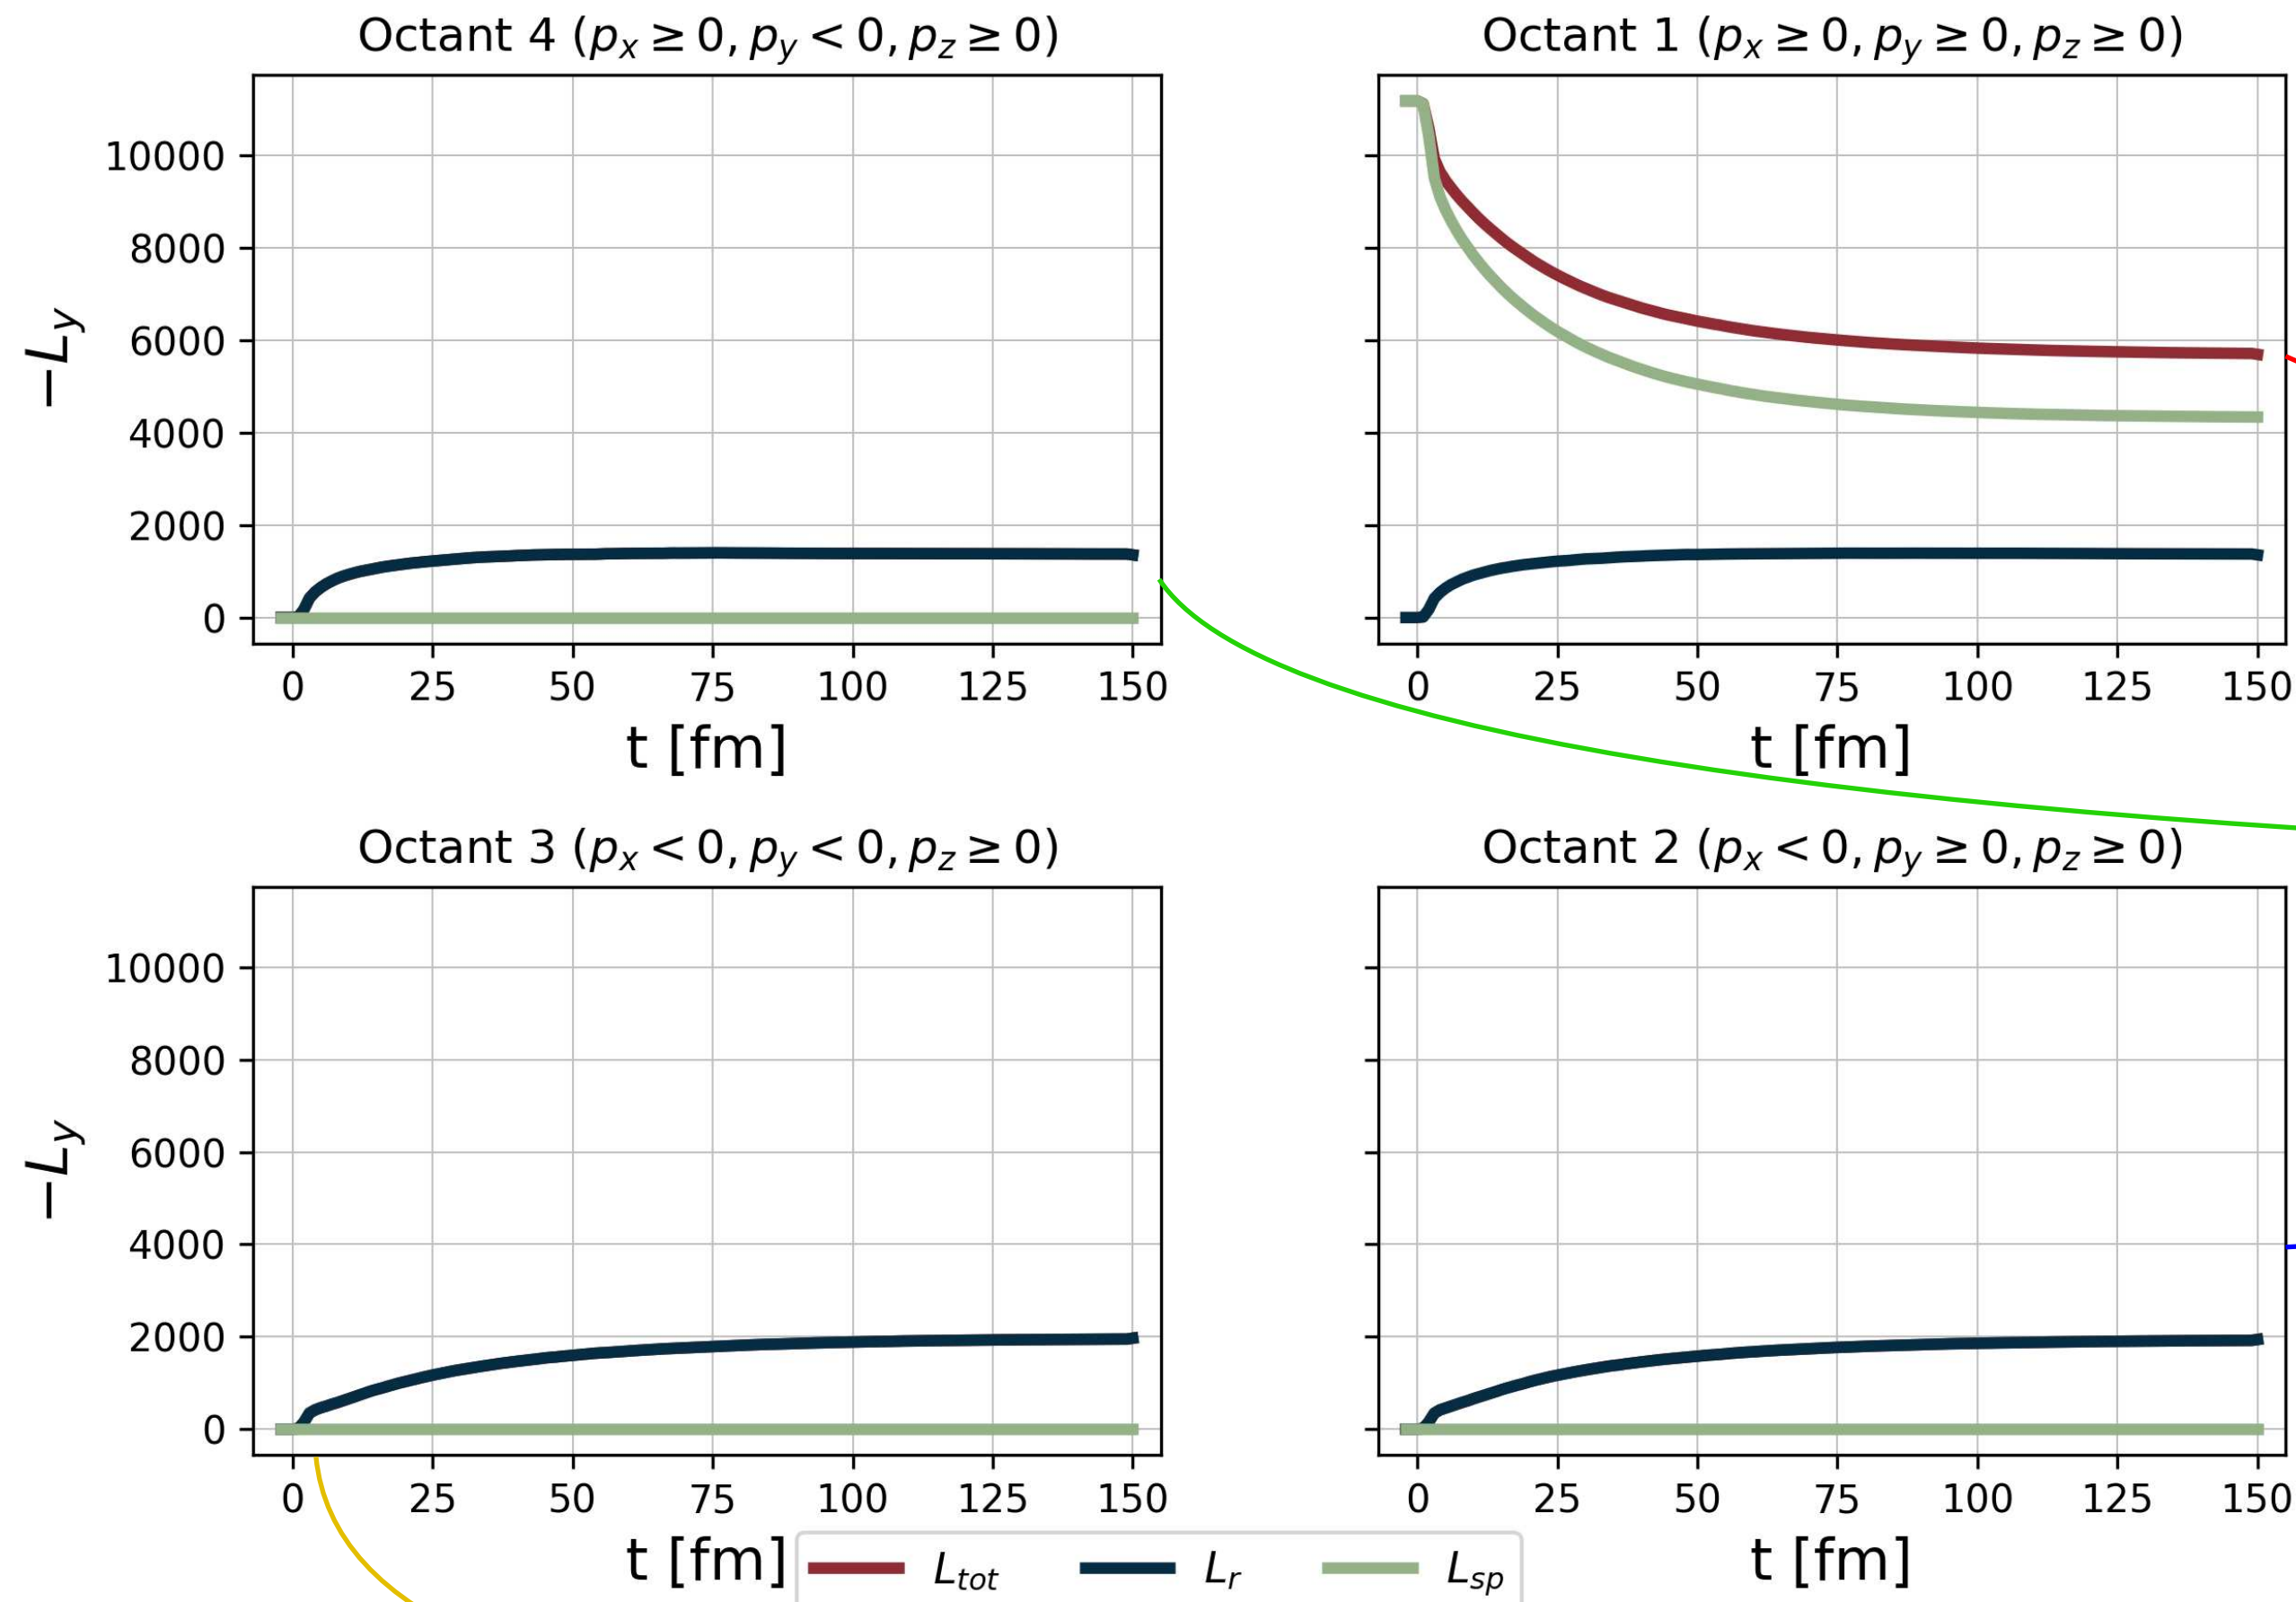 Octant 4 (pₓ ≥ 0, p_y < 0, p_z ≥ 0)
10000
8000
6000
4000
2000
0
−L_y
0 25 50 75 100 125 150
t [fm]
Octant 1 (pₓ ≥ 0, p_y ≥ 0, p_z ≥ 0)
0 25 50 75 100 125 150
t [fm]
Octant 3 (pₓ < 0, p_y < 0, p_z ≥ 0)
10000
8000
6000
4000
2000
0
−L_y
0 25 50 75 100 125 150
t [fm]
Octant 2 (pₓ < 0, p_y ≥ 0, p_z ≥ 0)
0 25 50 75 100 125 150
t [fm]
L_tot L_r L_sp